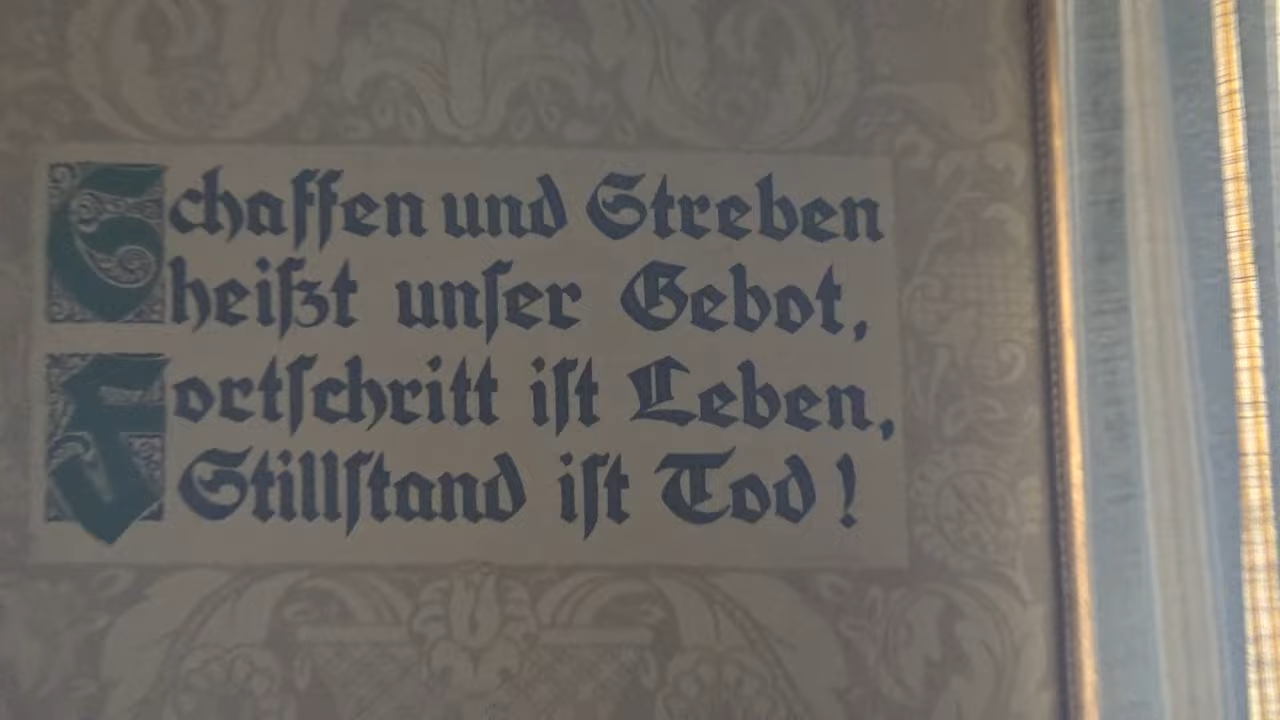 Schaffen und Streben
heißt unser Gebot,
Fortschritt ist Leben,
Stillstand ist Tod!